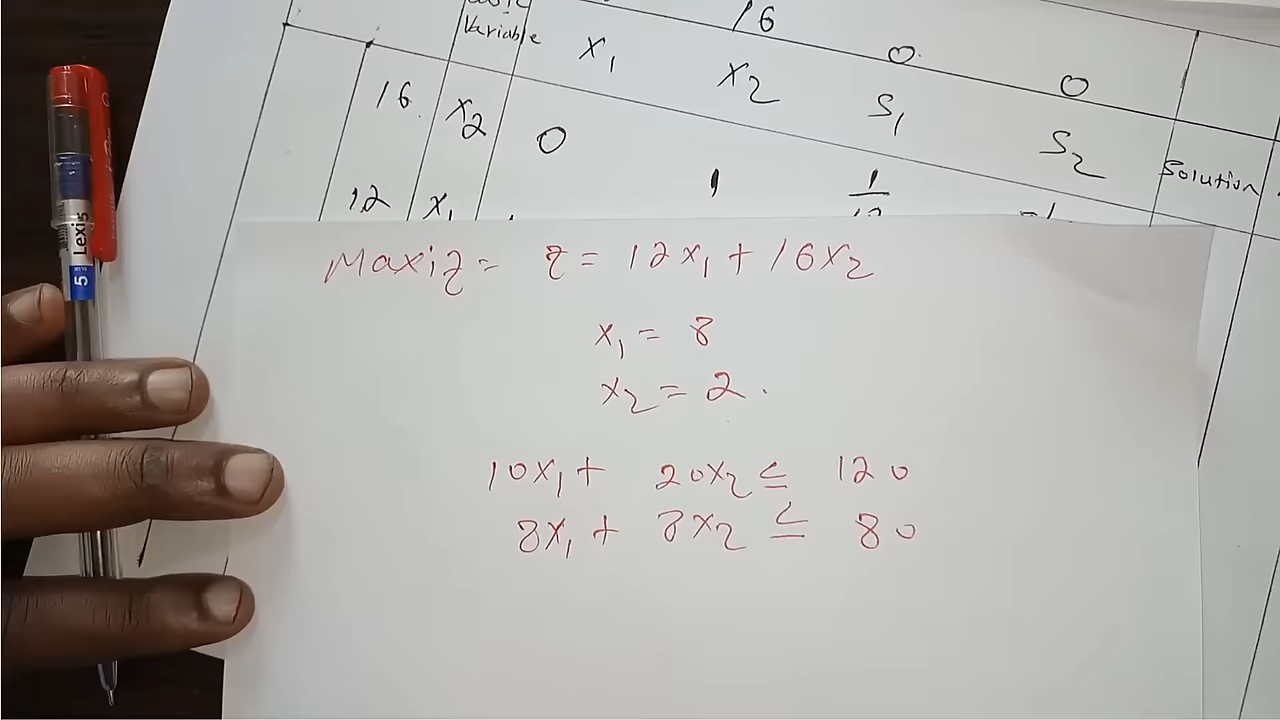 16 0 0
Variable x₁ x₂ s₁ s₂ Solution
16 x₂ 0 1 1
12 x₁
Maxiz = z = 12x₁ + 16x₂
x₁ = 8
x₂ = 2.
10x₁ + 20x₂ ≤ 120
8x₁ + 8x₂ ≤ 80
Lexi5
5